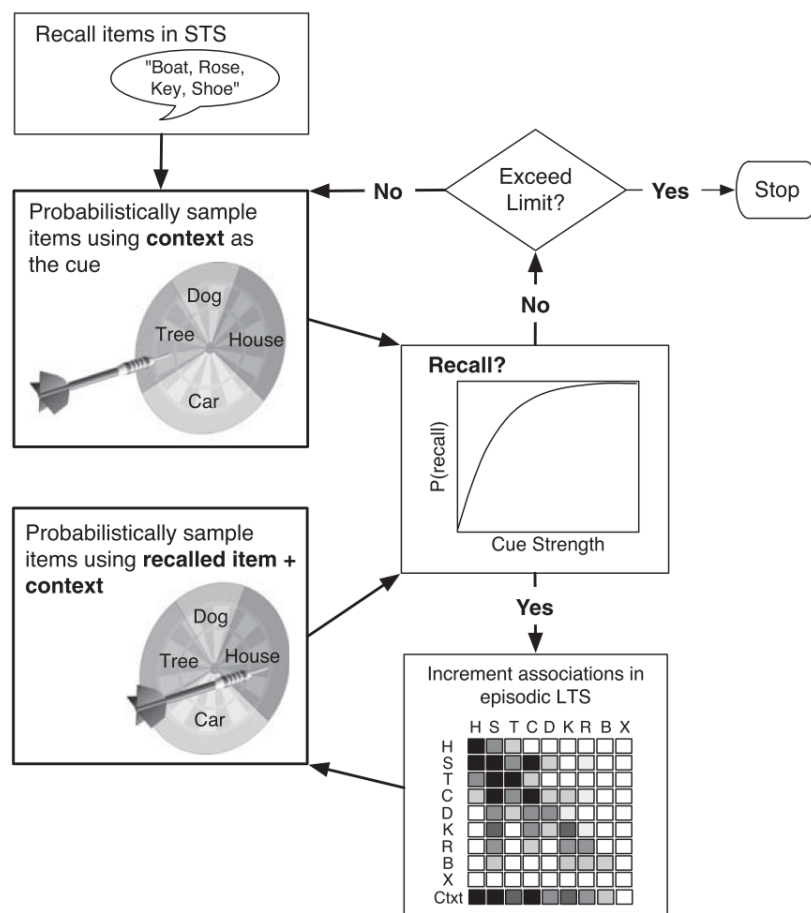 Recall items in STS
"Boat, Rose,
Key, Shoe"
Exceed
Limit?
No
Yes
Stop
Probabilistically sample
items using context as
the cue
Dog
Tree
House
Car
No
Recall?
P(recall)
Cue Strength
Probabilistically sample
items using recalled item +
context
Dog
Tree
House
Car
Yes
Increment associations in
episodic LTS
H S T C D K R B X
H
S
T
C
D
K
R
B
X
Ctxt